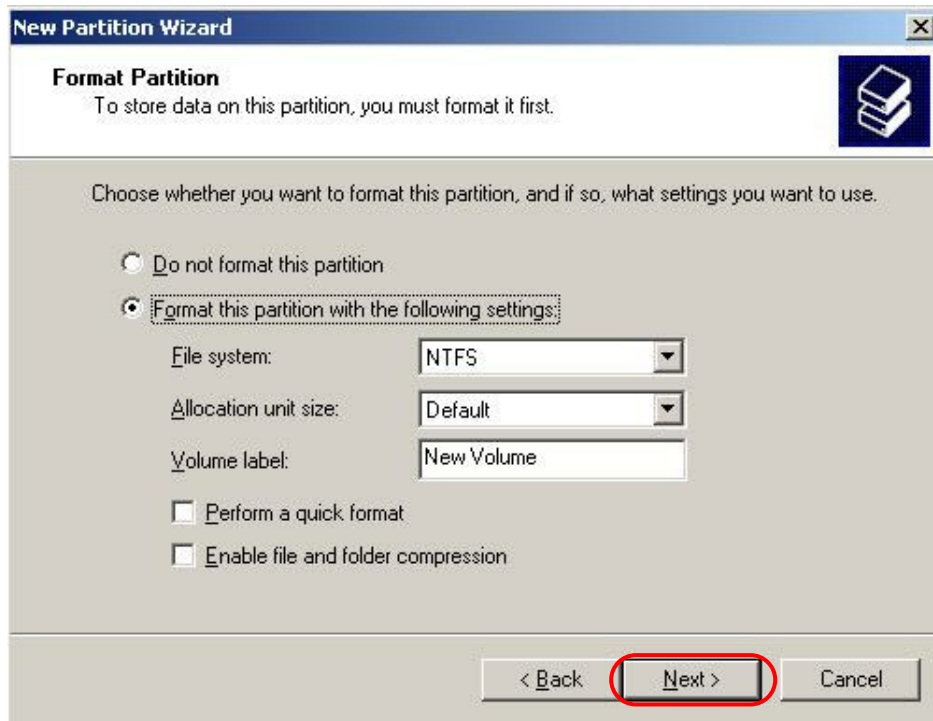 New Partition Wizard
Format Partition
To store data on this partition, you must format it first.
Choose whether you want to format this partition, and if so, what settings you want to use.
Do not format this partition
Format this partition with the following settings:
File system: NTFS
Allocation unit size: Default
Volume label: New Volume
Perform a quick format
Enable file and folder compression
< Back Next > Cancel